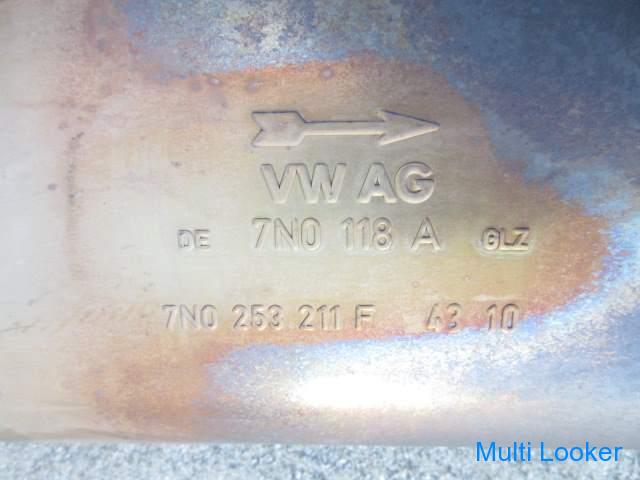 VW AG
DE 7N0 118 A GLZ
7N0 253 211 F 43 10
Multi Looker